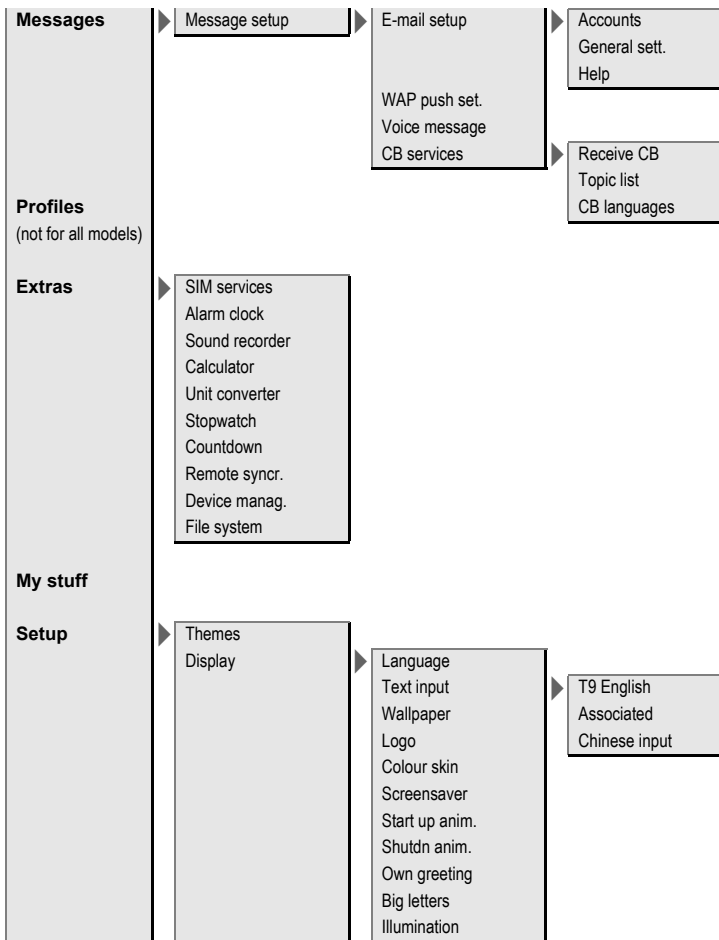 Messages
Message setup
E-mail setup
Accounts
General sett.
Help
WAP push set.
Voice message
CB services
Receive CB
Topic list
CB languages
Profiles
(not for all models)
Extras
SIM services
Alarm clock
Sound recorder
Calculator
Unit converter
Stopwatch
Countdown
Remote syncr.
Device manag.
File system
My stuff
Setup
Themes
Display
Language
Text input
T9 English
Associated
Chinese input
Wallpaper
Logo
Colour skin
Screensaver
Start up anim.
Shutdn anim.
Own greeting
Big letters
Illumination